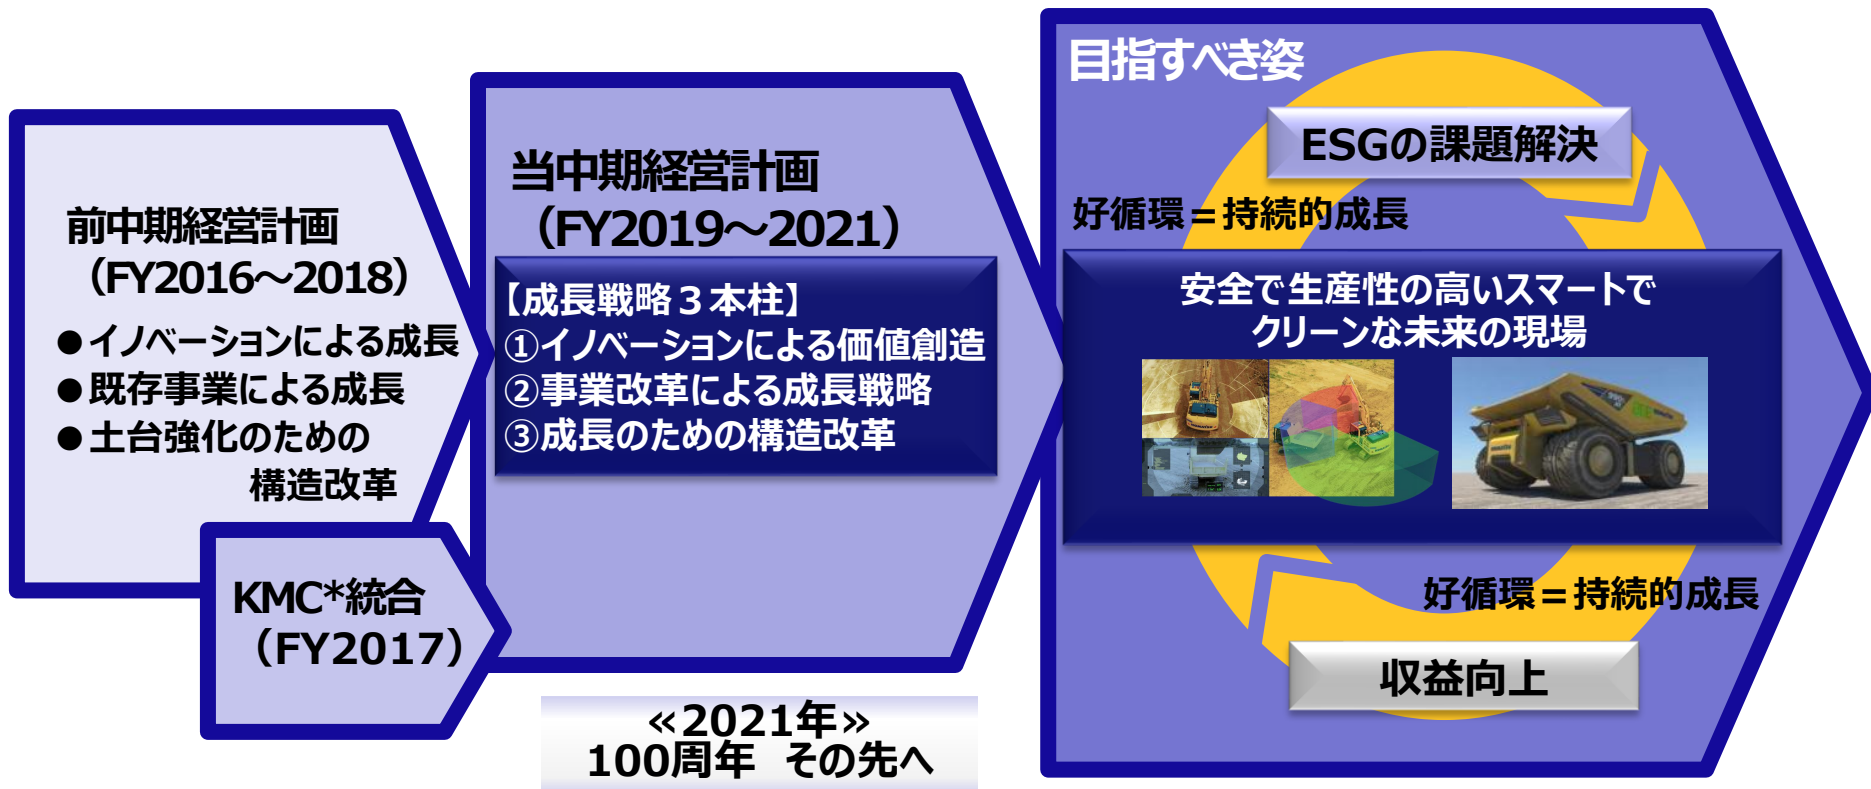 前中期経営計画
（FY2016～2018）
●イノベーションによる成長
●既存事業による成長
●土台強化のための
構造改革
KMC*統合
（FY2017）
当中期経営計画
（FY2019～2021）
【成長戦略３本柱】
①イノベーションによる価値創造
②事業改革による成長戦略
③成長のための構造改革
≪2021年≫
100周年　その先へ
目指すべき姿
ESGの課題解決
好循環＝持続的成長
安全で生産性の高いスマートで
クリーンな未来の現場
好循環＝持続的成長
収益向上